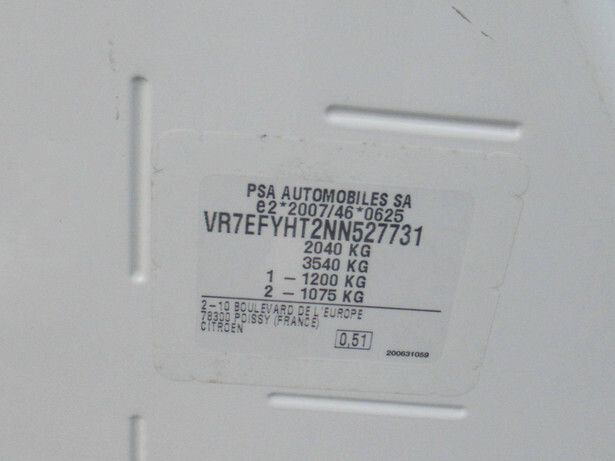 PSA AUTOMOBILES SA
e2*2007/46*0625
VR7EFYHT2NN527731
2040 KG
3540 KG
1 – 1200 KG
2 – 1075 KG
2–10 BOULEVARD DE L'EUROPE
78300 POISSY (FRANCE)
CITROEN
0,51
200631059